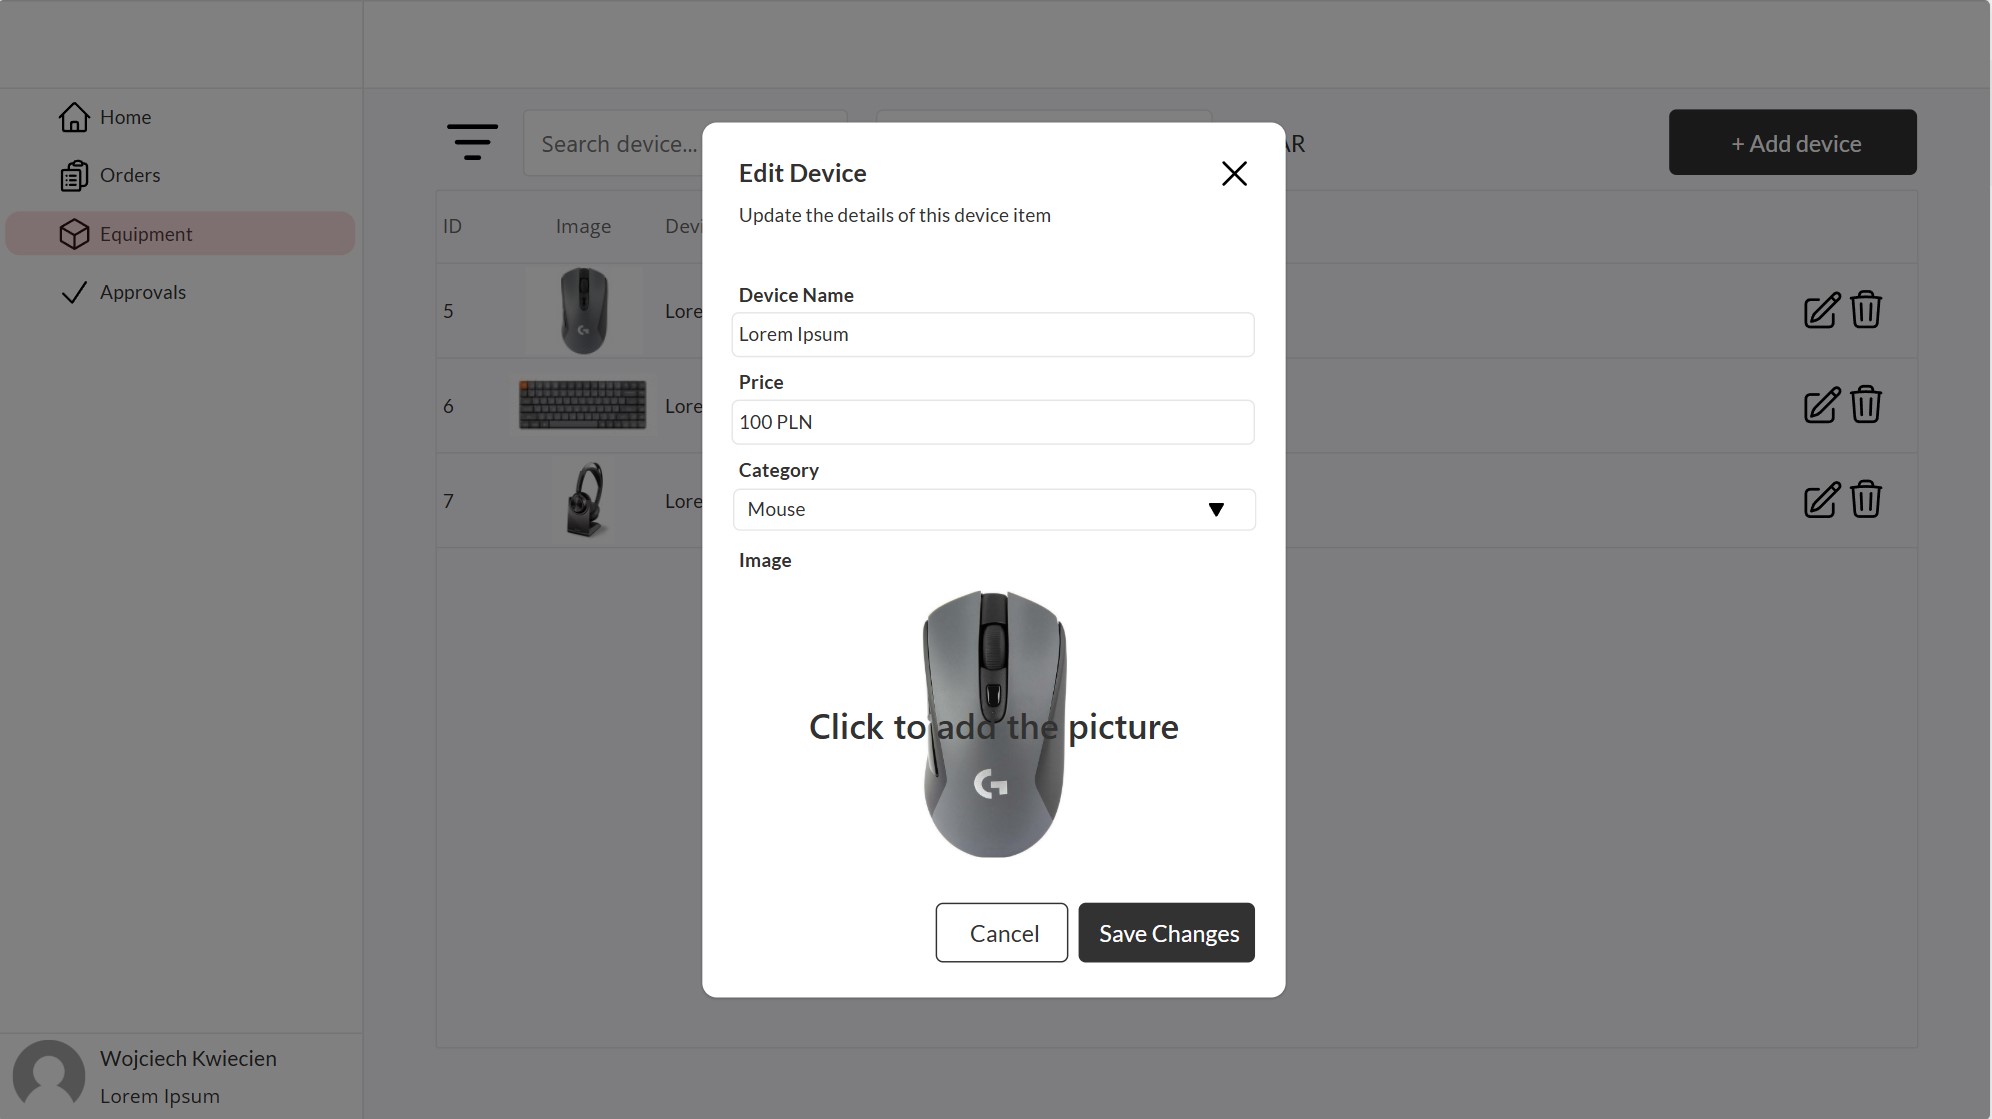 Home
Orders
Equipment
Approvals
Wojciech Kwiecien
Lorem Ipsum
Search device...
AR
+ Add device
ID Image Devi
5 Lore
6 Lore
7 Lore
Edit Device
Update the details of this device item
Device Name
Lorem Ipsum
Price
100 PLN
Category
Mouse
Image
Click to add the picture
Cancel Save Changes